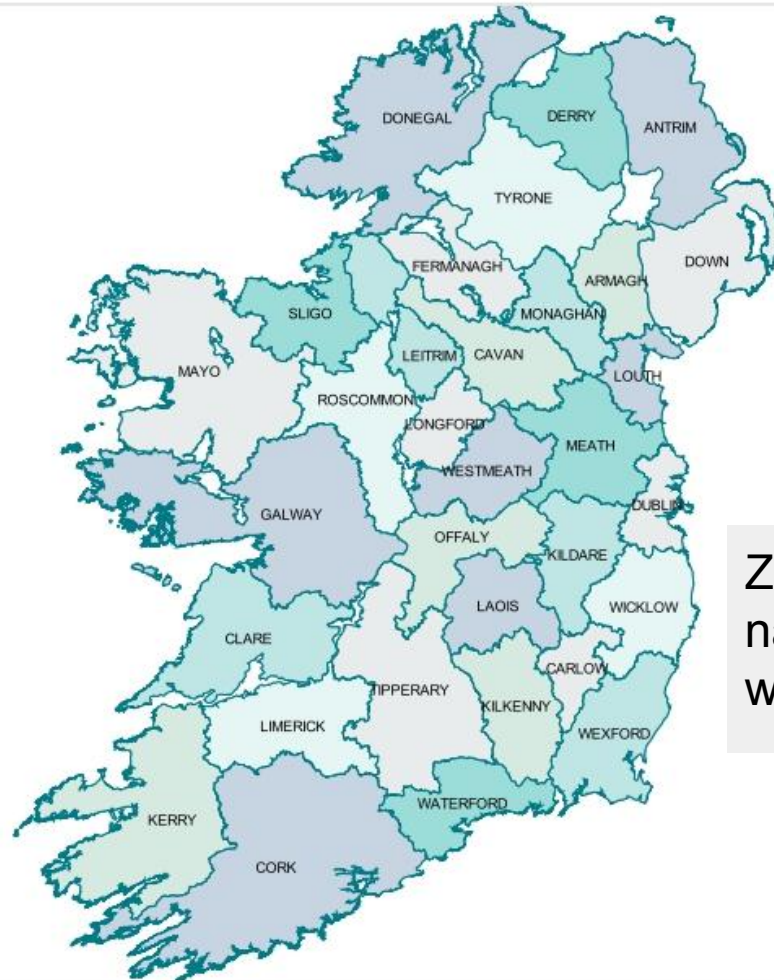 DONEGAL
DERRY
ANTRIM
TYRONE
FERMANAGH
DOWN
ARMAGH
MONAGHAN
SLIGO
LEITRIM
CAVAN
MAYO
LOUTH
ROSCOMMON
LONGFORD
MEATH
WESTMEATH
DUBLIN
GALWAY
OFFALY
KILDARE
LAOIS
WICKLOW
CLARE
CARLOW
TIPPERARY
KILKENNY
LIMERICK
WEXFORD
WATERFORD
KERRY
CORK
Z
na
w